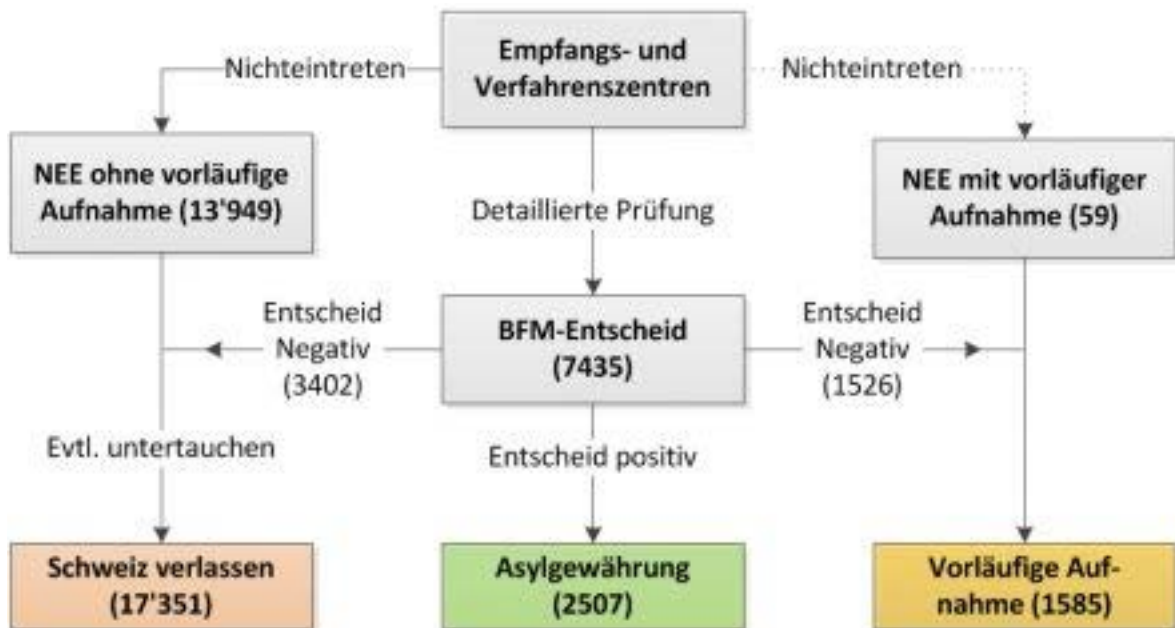 Empfangs- und
Verfahrenszentren
Nichteintreten
Nichteintreten
NEE ohne vorläufige
Aufnahme (13'949)
Detaillierte Prüfung
NEE mit vorläufiger
Aufnahme (59)
Entscheid
Negativ
(3402)
BFM-Entscheid
(7435)
Entscheid
Negativ
(1526)
Evtl. untertauchen
Entscheid positiv
Schweiz verlassen
(17'351)
Asylgewährung
(2507)
Vorläufige Auf-
nahme (1585)